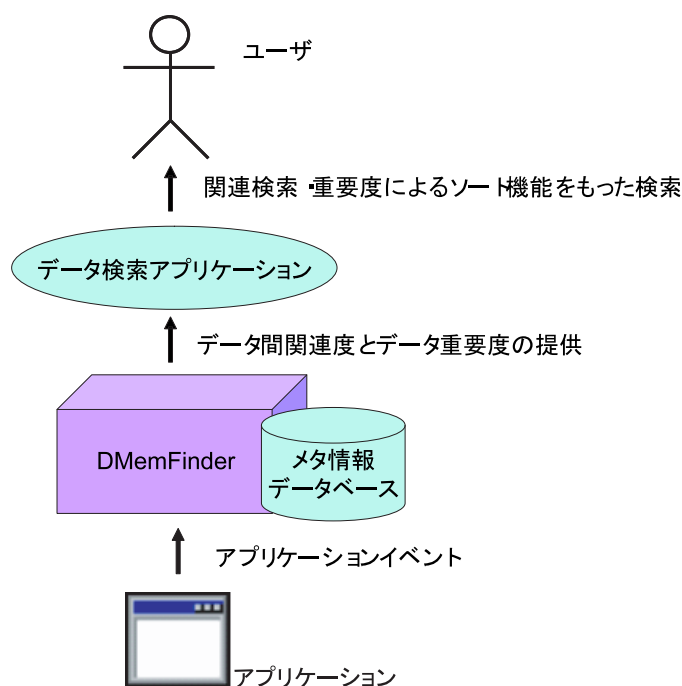 ユーザ
関連検索・重要度によるソート機能をもった検索
データ検索アプリケーション
データ間関連度とデータ重要度の提供
DMemFinder
メタ情報
データベース
アプリケーションイベント
アプリケーション